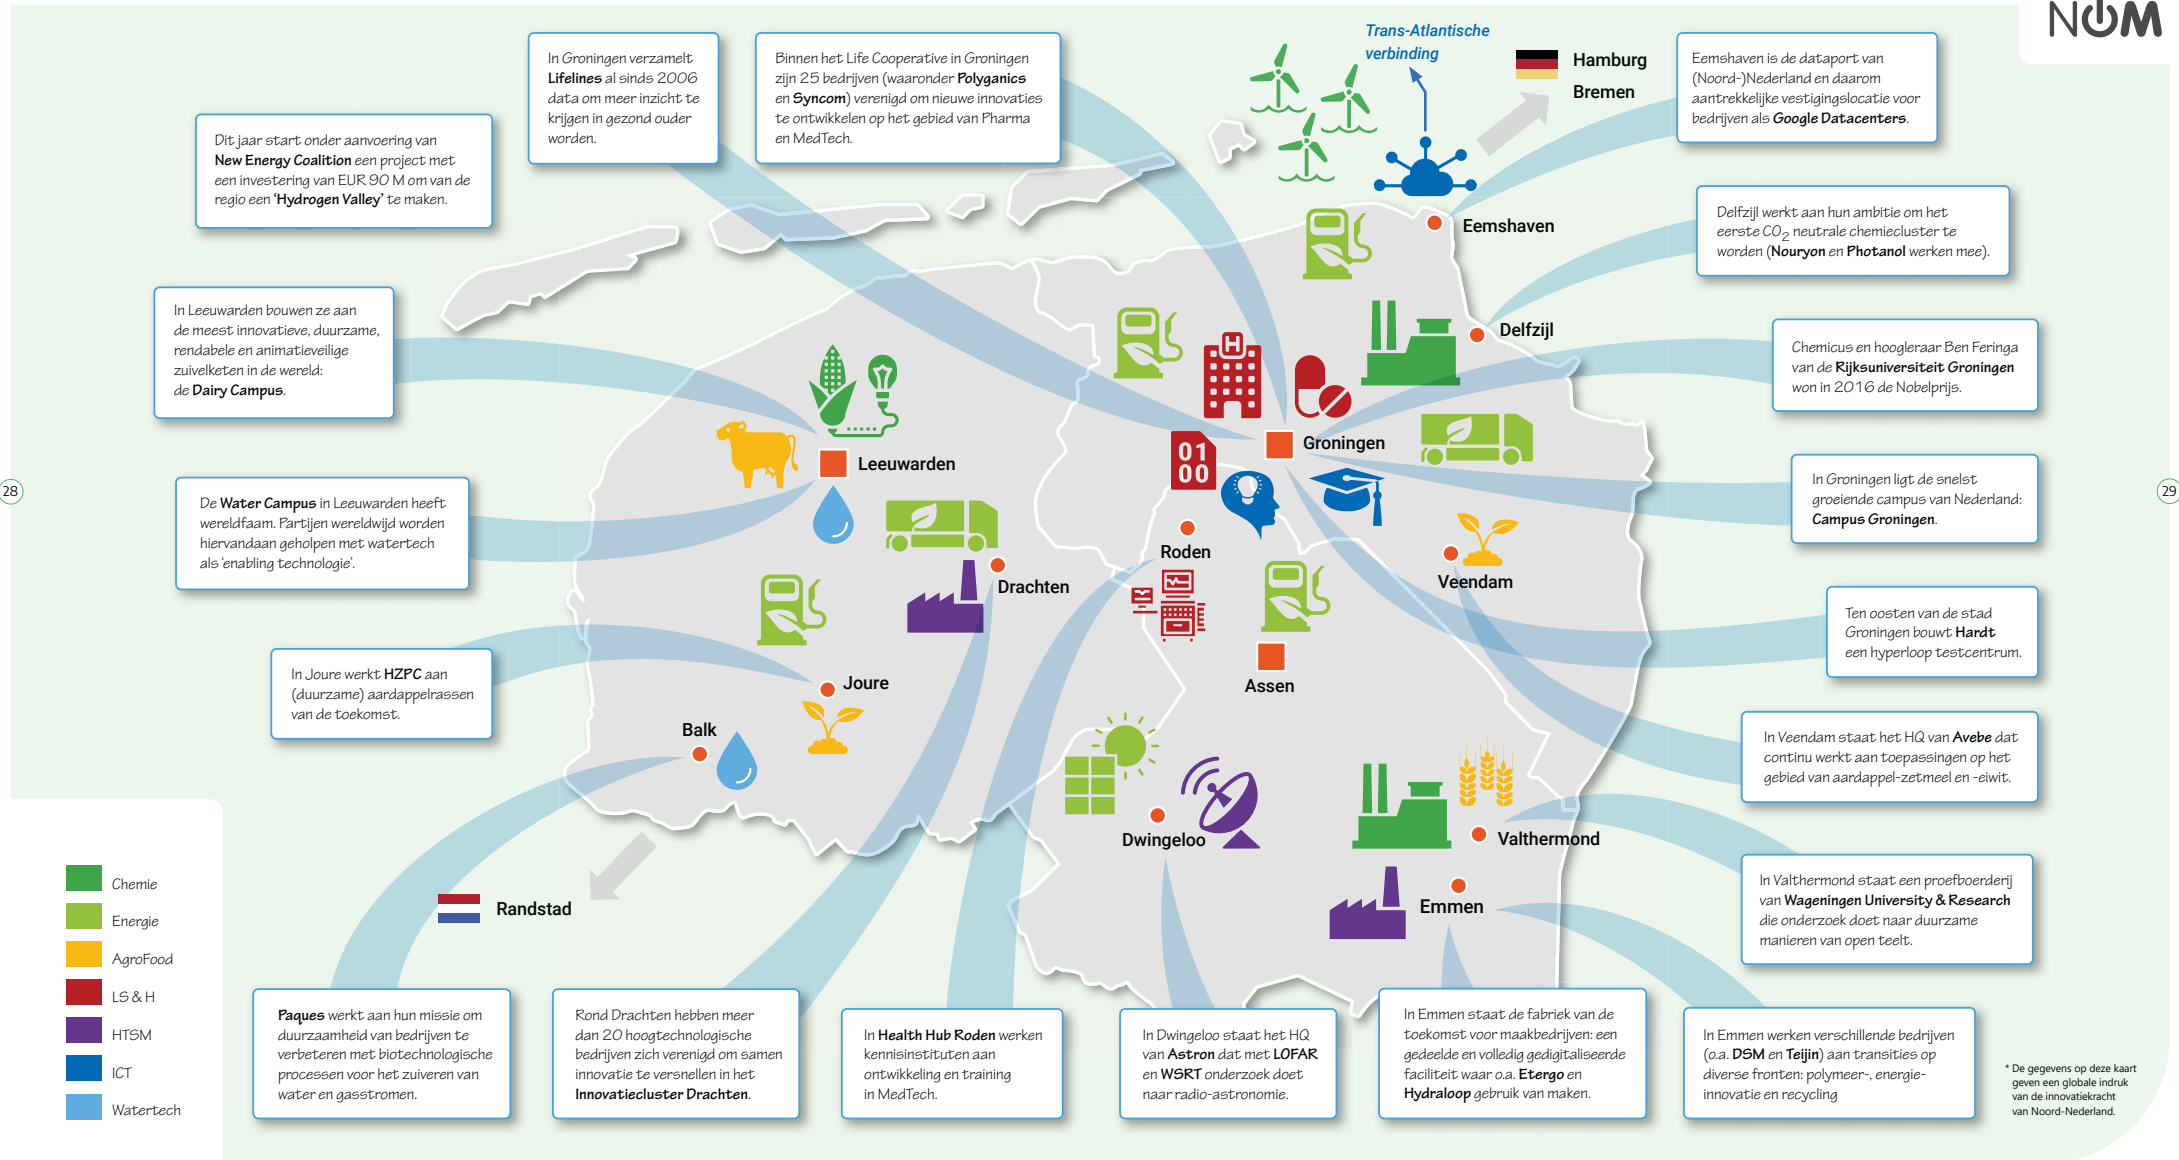 NOM
Trans-Atlantische
verbinding
Hamburg
Bremen
In Groningen verzamelt
Lifelines al sinds 2006
data om meer inzicht te
krijgen in gezond ouder
worden.
Binnen het Life Cooperative in Groningen
zijn 25 bedrijven (waaronder Polyganics
en Syncom) verenigd om nieuwe innovaties
te ontwikkelen op het gebied van Pharma
en MedTech.
Eemshaven is de dataport van
(Noord-)Nederland en daarom
aantrekkelijke vestigingslocatie voor
bedrijven als Google Datacenters.
Dit jaar start onder aanvoering van
New Energy Coalition een project met
een investering van EUR 90 M om van de
regio een ‘Hydrogen Valley’ te maken.
Delfzijl werkt aan hun ambitie om het
eerste CO2 neutrale chemiecluster te
worden (Nouryon en Photanol werken mee).
Eemshaven
In Leeuwarden bouwen ze aan
de meest innovatieve, duurzame,
rendabele en animatieveilige
zuivelketen in de wereld:
de Dairy Campus.
Delfzijl
Chemicus en hoogleraar Ben Feringa
van de Rijksuniversiteit Groningen
won in 2016 de Nobelprijs.
H
Groningen
01
00
Leeuwarden
28
De Water Campus in Leeuwarden heeft
wereldfaam. Partijen wereldwijd worden
hiervandaan geholpen met watertech
als ‘enabling technologie’.
In Groningen ligt de snelst
groeiende campus van Nederland:
Campus Groningen.
29
Roden
Veendam
Drachten
Ten oosten van de stad
Groningen bouwt Hardt
een hyperloop testcentrum.
In Joure werkt HZPC aan
(duurzame) aardappelrassen
van de toekomst.
Joure
Assen
Balk
In Veendam staat het HQ van Avebe dat
continu werkt aan toepassingen op het
gebied van aardappel-zetmeel en -eiwit.
Dwingeloo
Valthermond
In Valthermond staat een proefboerderij
van Wageningen University & Research
die onderzoek doet naar duurzame
manieren van open teelt.
Emmen
Randstad
Chemie
Energie
AgroFood
LS & H
HTSM
ICT
Watertech
Paques werkt aan hun missie om
duurzaamheid van bedrijven te
verbeteren met biotechnologische
processen voor het zuiveren van
water en gasstromen.
Rond Drachten hebben meer
dan 20 hoogtechnologische
bedrijven zich verenigd om samen
innovatie te versnellen in het
Innovatiecluster Drachten.
In Health Hub Roden werken
kennisinstituten aan
ontwikkeling en training
in MedTech.
In Dwingeloo staat het HQ
van Astron dat met LOFAR
en WSRT onderzoek doet
naar radio-astronomie.
In Emmen staat de fabriek van de
toekomst voor maakbedrijven: een
gedeelde en volledig gedigitaliseerde
faciliteit waar o.a. Etergo en
Hydraloop gebruik van maken.
In Emmen werken verschillende bedrijven
(o.a. DSM en Teijin) aan transities op
diverse fronten: polymeer-, energie-
innovatie en recycling
* De gegevens op deze kaart
geven een globale indruk
van de innovatiekracht
van Noord-Nederland.